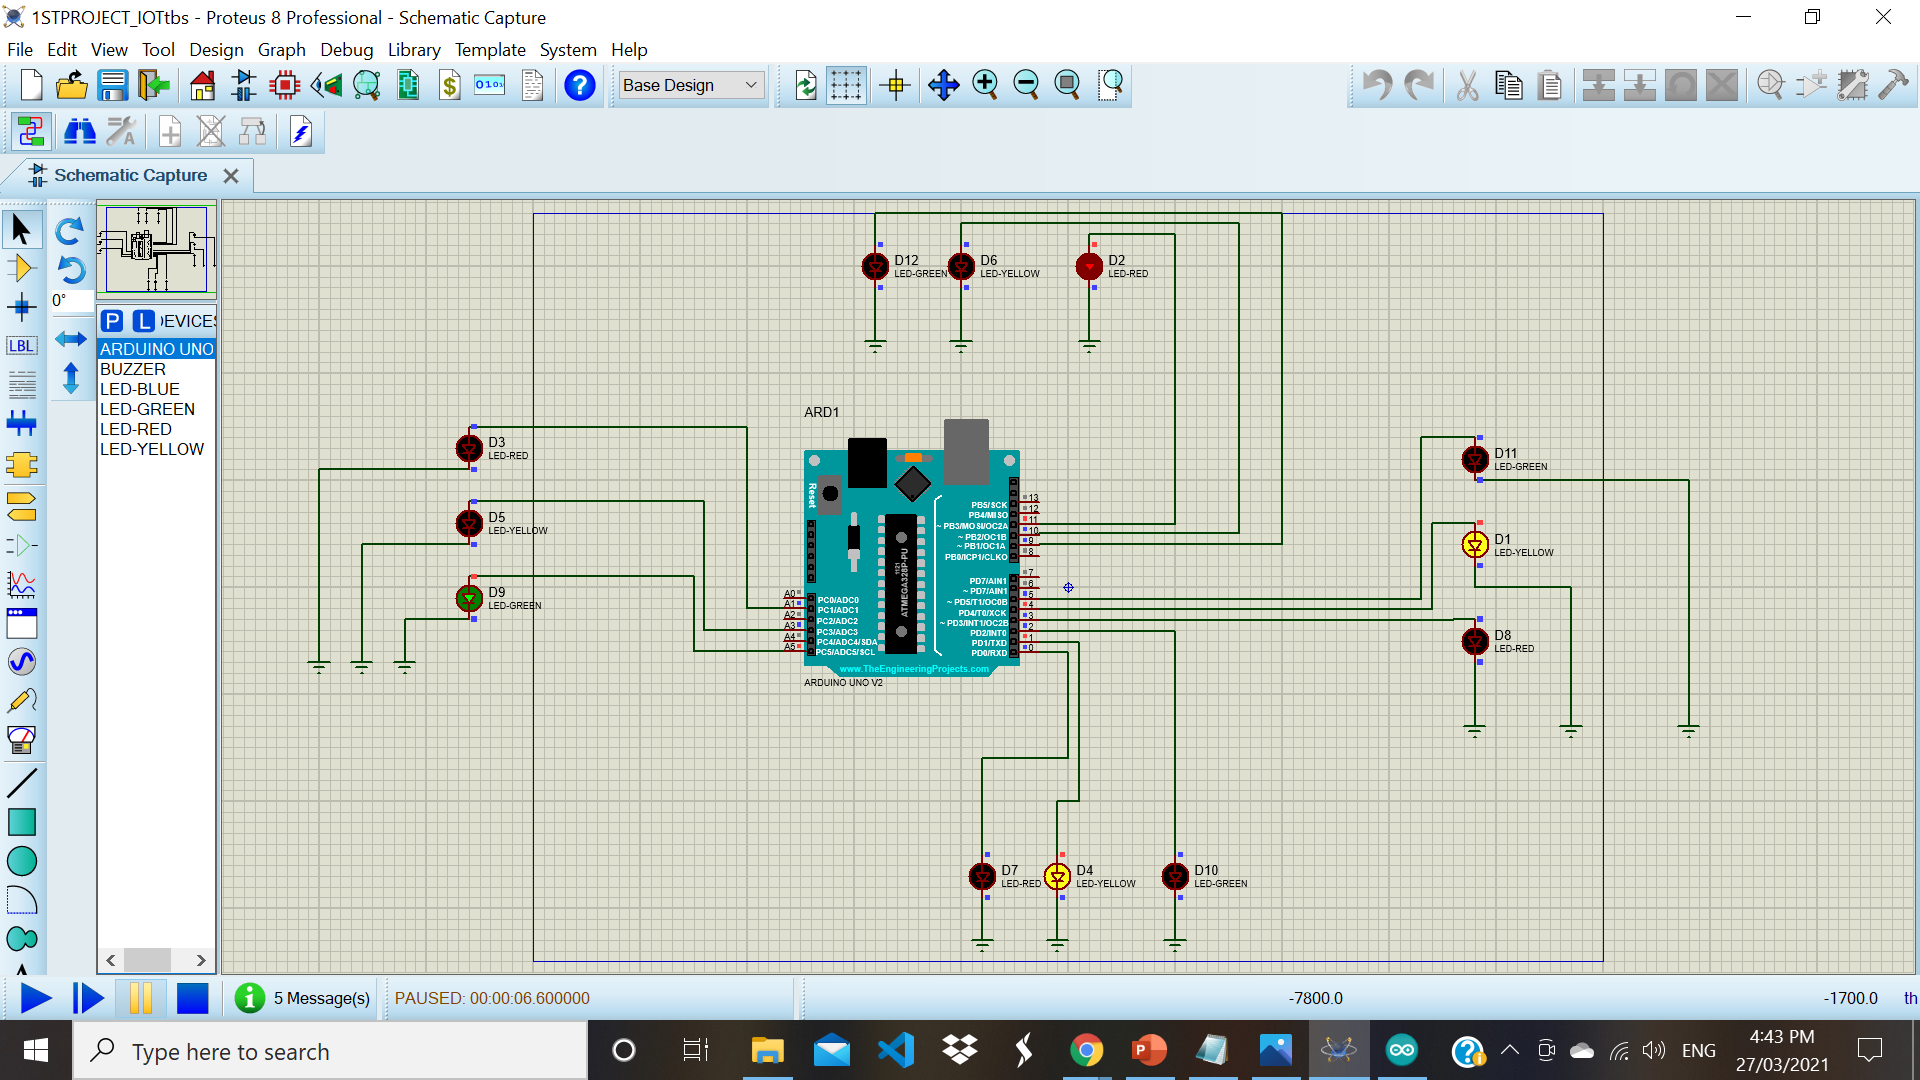 1STPROJECT_IOTtbs - Proteus 8 Professional - Schematic Capture
File Edit View Tool Design Graph Debug Library Template System Help
Base Design
Schematic Capture
0°
P L DEVICES
ARDUINO UNO
BUZZER
LED-BLUE
LED-GREEN
LED-RED
LED-YELLOW
LBL
D12
LED-GREEN
D6
LED-YELLOW
D2
LED-RED
D3
LED-RED
D5
LED-YELLOW
D9
LED-GREEN
ARD1
Reset
ATMEGA328P-PU
1121
A0
A1
A2
A3
A4
A5
PC0/ADC0
PC1/ADC1
PC2/ADC2
PC3/ADC3
PC4/ADC4/SDA
PC5/ADC5/SCL
PB5/SCK
PB4/MISO
~ PB3/MOSI/OC2A
~ PB2/OC1B
~ PB1/OC1A
PB0/ICP1/CLKO
PD7/AIN1
~ PD7/AIN1
~ PD5/T1/OC0B
PD4/T0/XCK
~ PD3/INT1/OC2B
PD2/INT0
PD1/TXD
PD0/RXD
13
12
11
10
9
8
7
6
5
4
3
2
1
0
www.TheEngineeringProjects.com
ARDUINO UNO V2
D11
LED-GREEN
D1
LED-YELLOW
D8
LED-RED
D7
LED-RED
D4
LED-YELLOW
D10
LED-GREEN
5 Message(s)
PAUSED: 00:00:06.600000
-7800.0
-1700.0
th
Type here to search
ENG
4:43 PM
27/03/2021